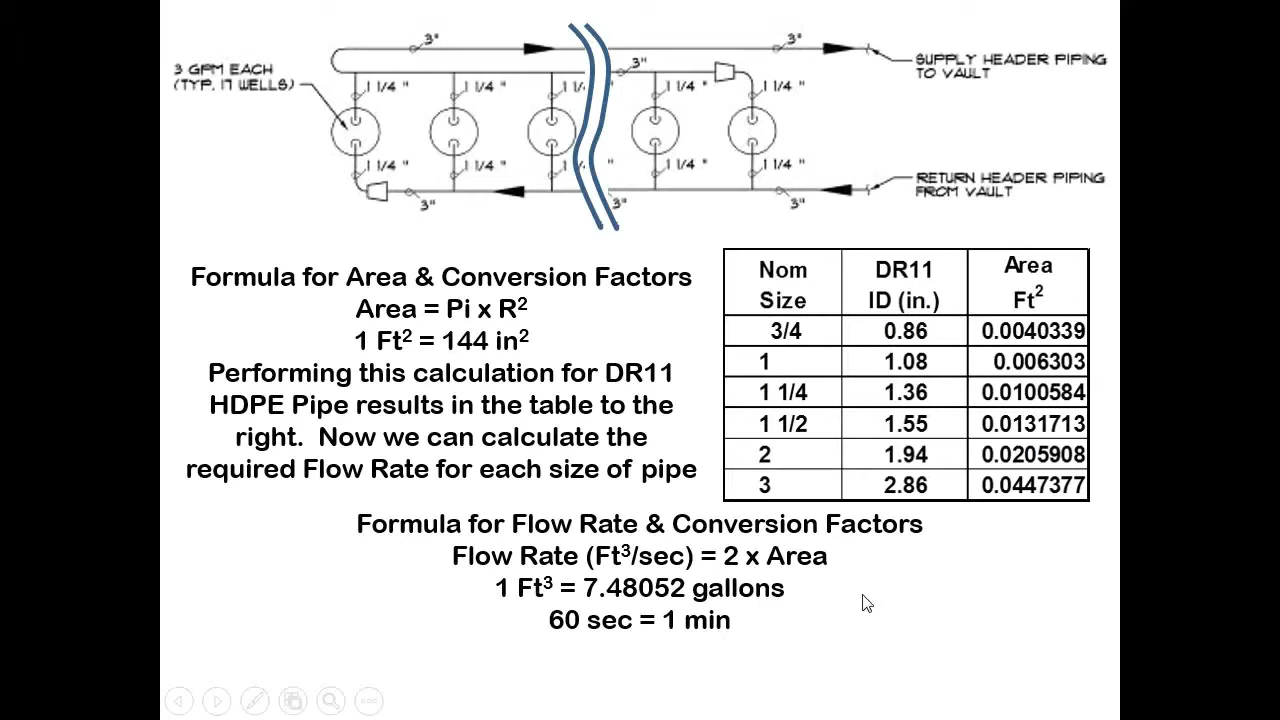 3"
3"
3"
SUPPLY HEADER PIPING
TO VAULT
3 GPM EACH
(TYP. 17 WELLS)
1 1/4 " 1 1/4 " 1 1/4 1 1/4 " 1 1/4 "
1 1/4 " 1 1/4 " 1 1/4 " 1 1/4 " 1 1/4 "
RETURN HEADER PIPING
FROM VAULT
3" 3" 3"
Formula for Area & Conversion Factors
Area = Pi x R²
1 Ft² = 144 in²
Performing this calculation for DR11
HDPE Pipe results in the table to the
right. Now we can calculate the
required Flow Rate for each size of pipe
Nom Size DR11 ID (in.) Area Ft²
3/4 0.86 0.0040339
1 1.08 0.006303
1 1/4 1.36 0.0100584
1 1/2 1.55 0.0131713
2 1.94 0.0205908
3 2.86 0.0447377
Formula for Flow Rate & Conversion Factors
Flow Rate (Ft³/sec) = 2 x Area
1 Ft³ = 7.48052 gallons
60 sec = 1 min